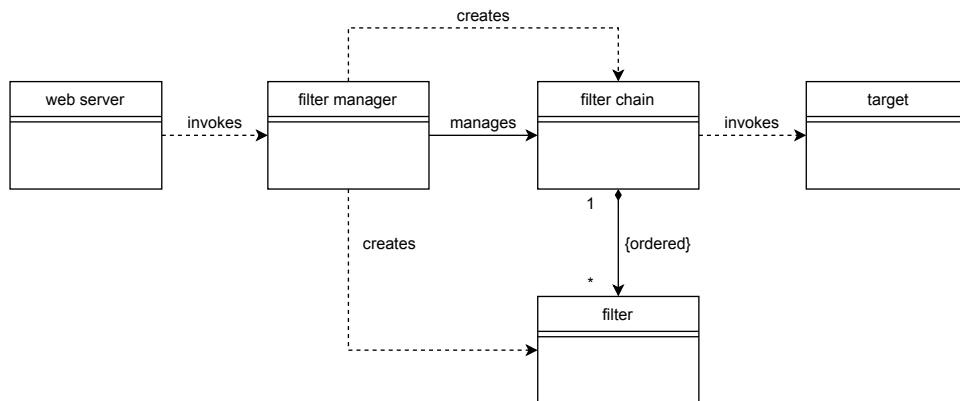 creates
web server
filter manager
filter chain
target
invokes
manages
invokes
1
creates
{ordered}
*
filter